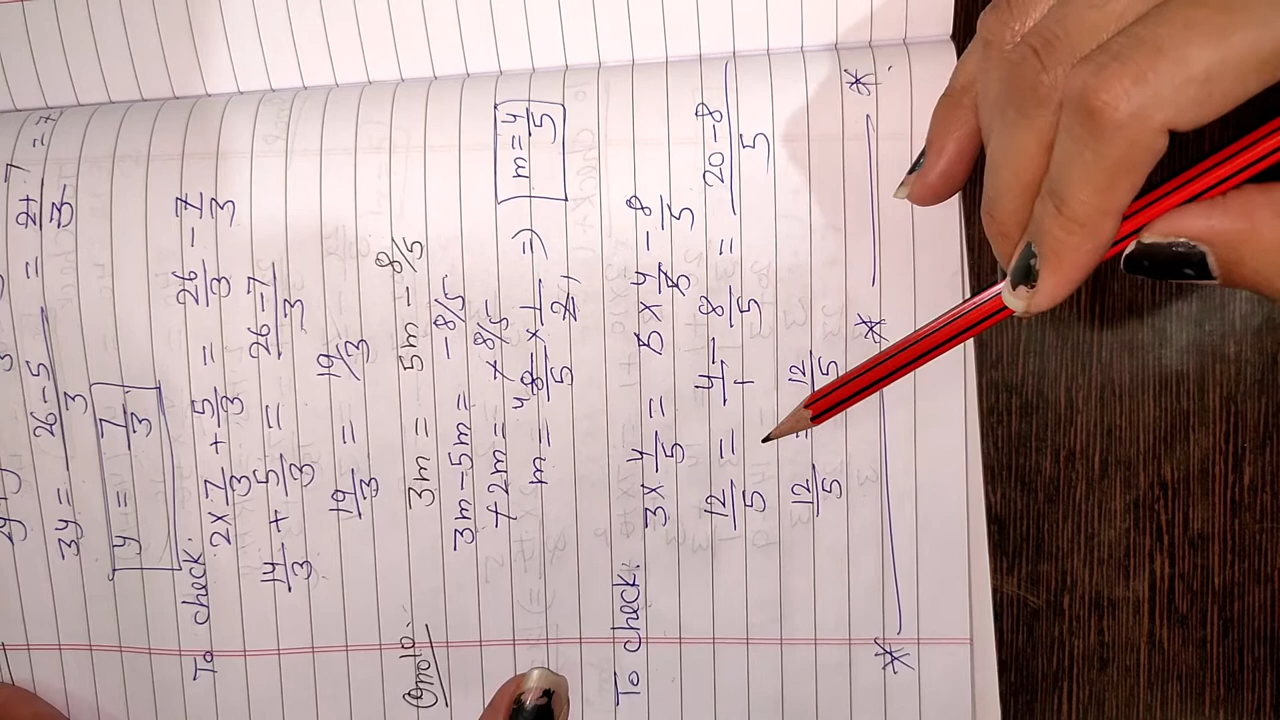 3y = 26-5/3 = 21/3 7 = 7
y = 7/3
To check:
2 x 7/3 + 5/3 = 26/3 - 7/3
14/3 + 5/3 = 26-7/3
19/3 = 19/3
3m = 5m - 8/5
3m - 5m = -8/5
+2m = +8/5
m = 4 8/5 x 1/2 1 => m = 4/5
To check:
3 x 4/5 = 5 x 4/5 - 8/5
12/5 = 4/1 - 8/5 = 20-8/5
12/5 = 12/5